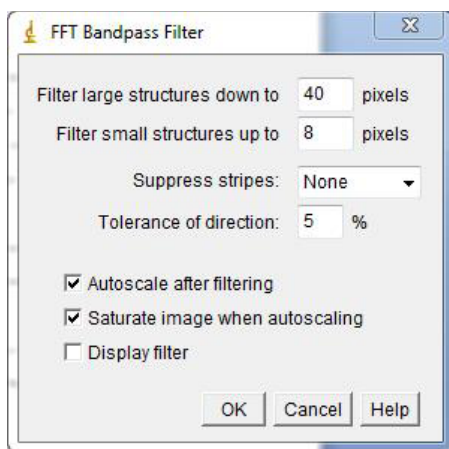 FFT Bandpass Filter
Filter large structures down to 40 pixels
Filter small structures up to 8 pixels
Suppress stripes: None
Tolerance of direction: 5 %
Autoscale after filtering
Saturate image when autoscaling
Display filter
OK Cancel Help